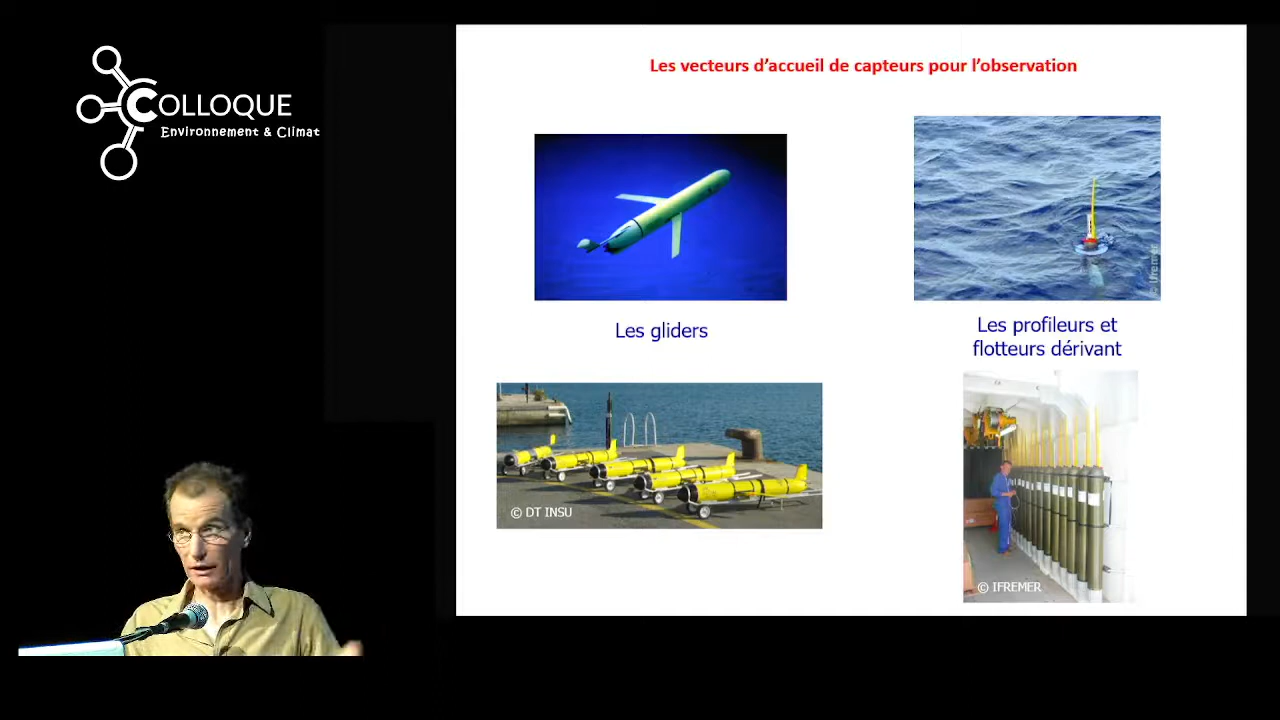 COLLOQUE
Environnement & Climat
Les vecteurs d’accueil de capteurs pour l’observation
Les gliders
Les profileurs et
flotteurs dérivant
© Ifremer
© DT INSU
© IFREMER